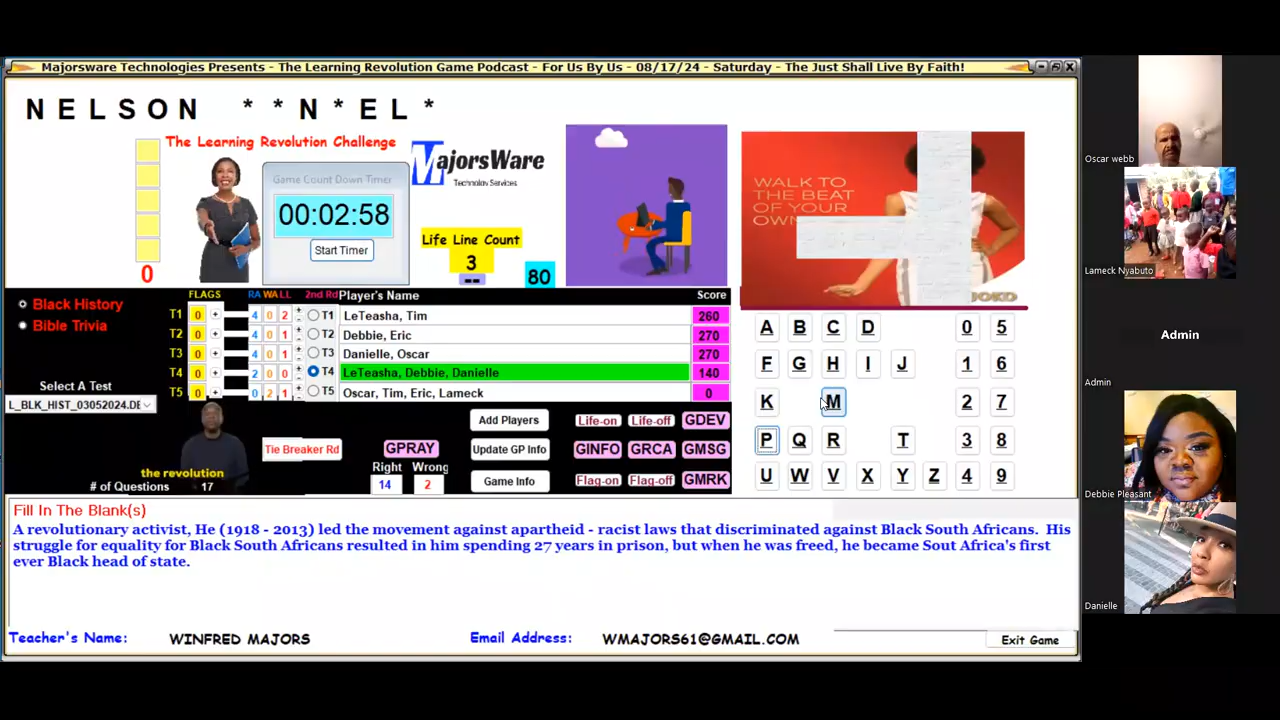 Majorsware Technologies Presents - The Learning Revolution Game Podcast - For Us By Us - 08/17/24 - Saturday - The Just Shall Live By Faith!
NELSON **N*EL*
The Learning Revolution Challenge
MajorsWare
Technology Services
Game Count Down Timer
00:02:58
Start Timer
Life Line Count
3
--
80
0
WALK TO
THE BEAT
OF YOUR
OWN
Black History
Bible Trivia
Select A Test
L_BLK_HIST_03052024.DE
FLAGS RA WA LL 2nd Rd Player's Name Score
T1 0 + 4 0 2 T1 LeTeasha, Tim 260
T2 0 + 4 0 1 T2 Debbie, Eric 270
T3 0 + 4 0 1 T3 Danielle, Oscar 270
T4 0 + 2 0 0 T4 LeTeasha, Debbie, Danielle 140
T5 0 + 0 2 1 T5 Oscar, Tim, Eric, Lameck 0
the revolution
# of Questions 17
Tie Breaker Rd
GPRAY
Right Wrong
14 2
Add Players Life-on Life-off GDEV
Update GP Info GINFO GRCA GMSG
Game Info Flag-on Flag-off GMRK
A B C D 0 5
F G H I J 1 6
K M 2 7
P Q R T 3 8
U W V X Y Z 4 9
Fill In The Blank(s)
A revolutionary activist, He (1918 - 2013) led the movement against apartheid - racist laws that discriminated against Black South Africans. His
struggle for equality for Black South Africans resulted in him spending 27 years in prison, but when he was freed, he became Sout Africa's first
ever Black head of state.
Teacher's Name: WINFRED MAJORS Email Address: WMAJORS61@GMAIL.COM Exit Game
Oscar webb
Lameck Nyabuto
Admin
Admin
Debbie Pleasant
Danielle